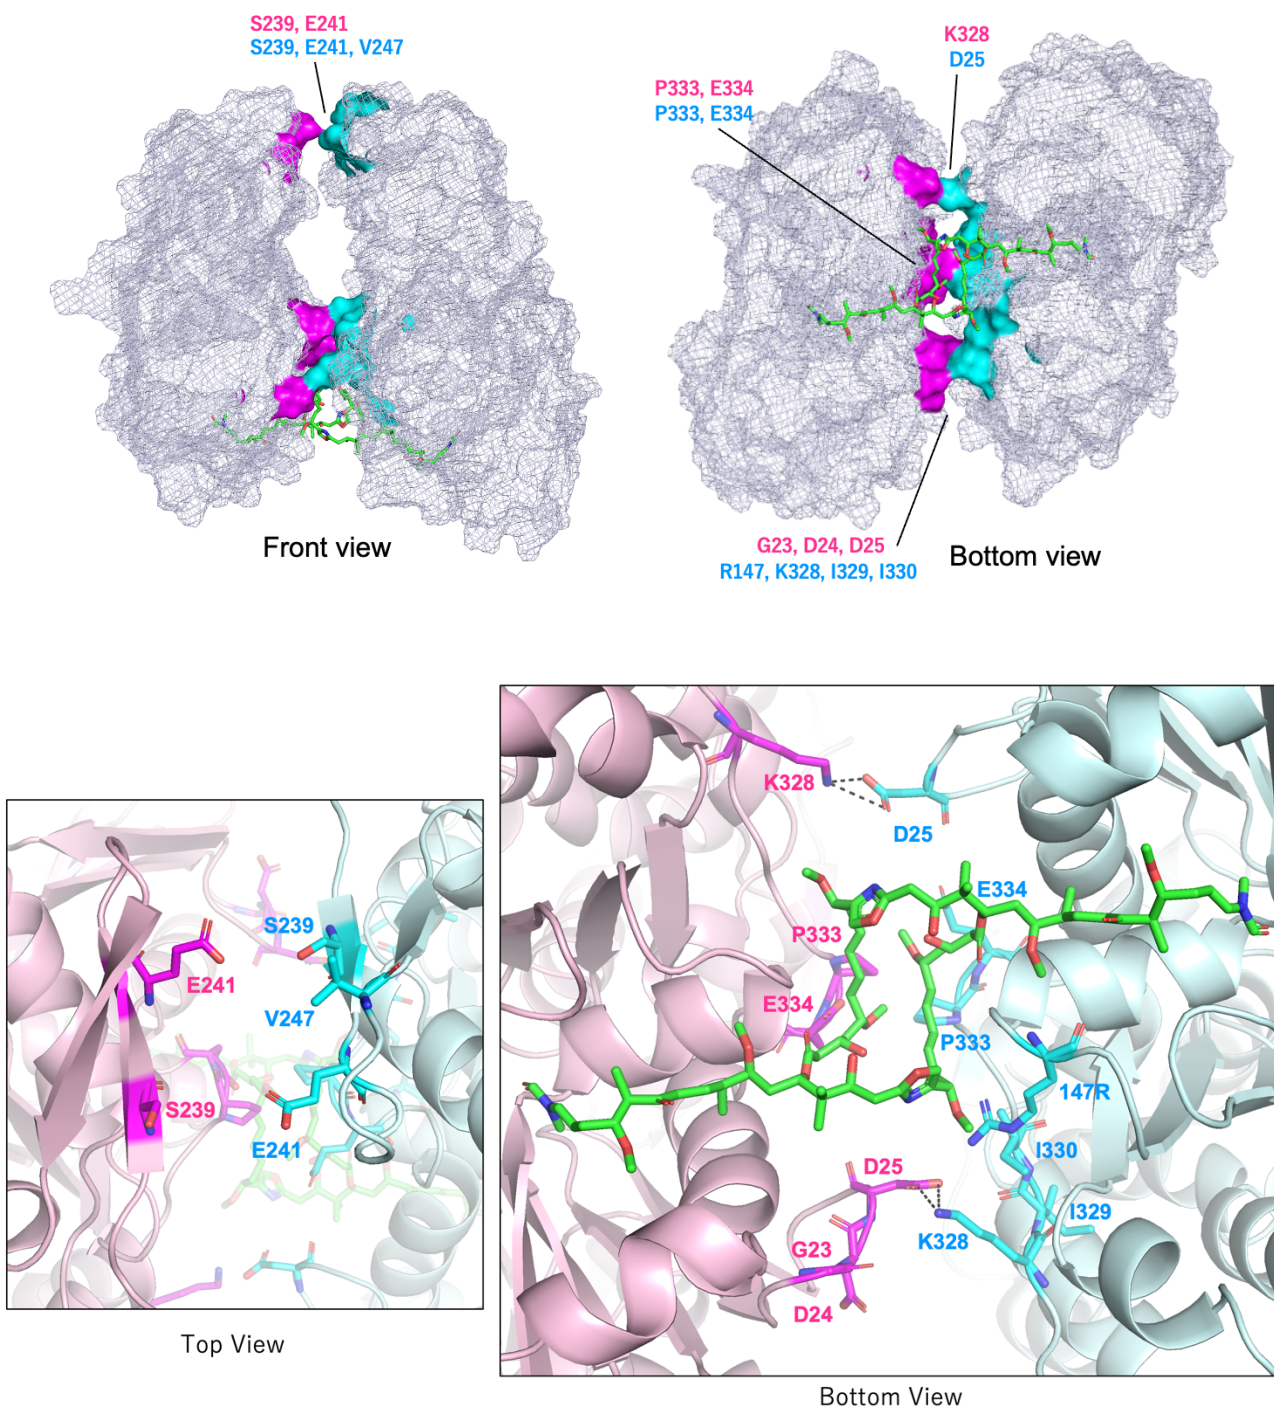 S239, E241
S239, E241, V247
K328
D25
P333, E334
P333, E334
Front view
G23, D24, D25
R147, K328, I329, I330
Bottom view
K328
D25
E334
P333
E334
P333
147R
I330
D25
I329
K328
G23
D24
S239
E241
V247
S239
E241
Top View
Bottom View